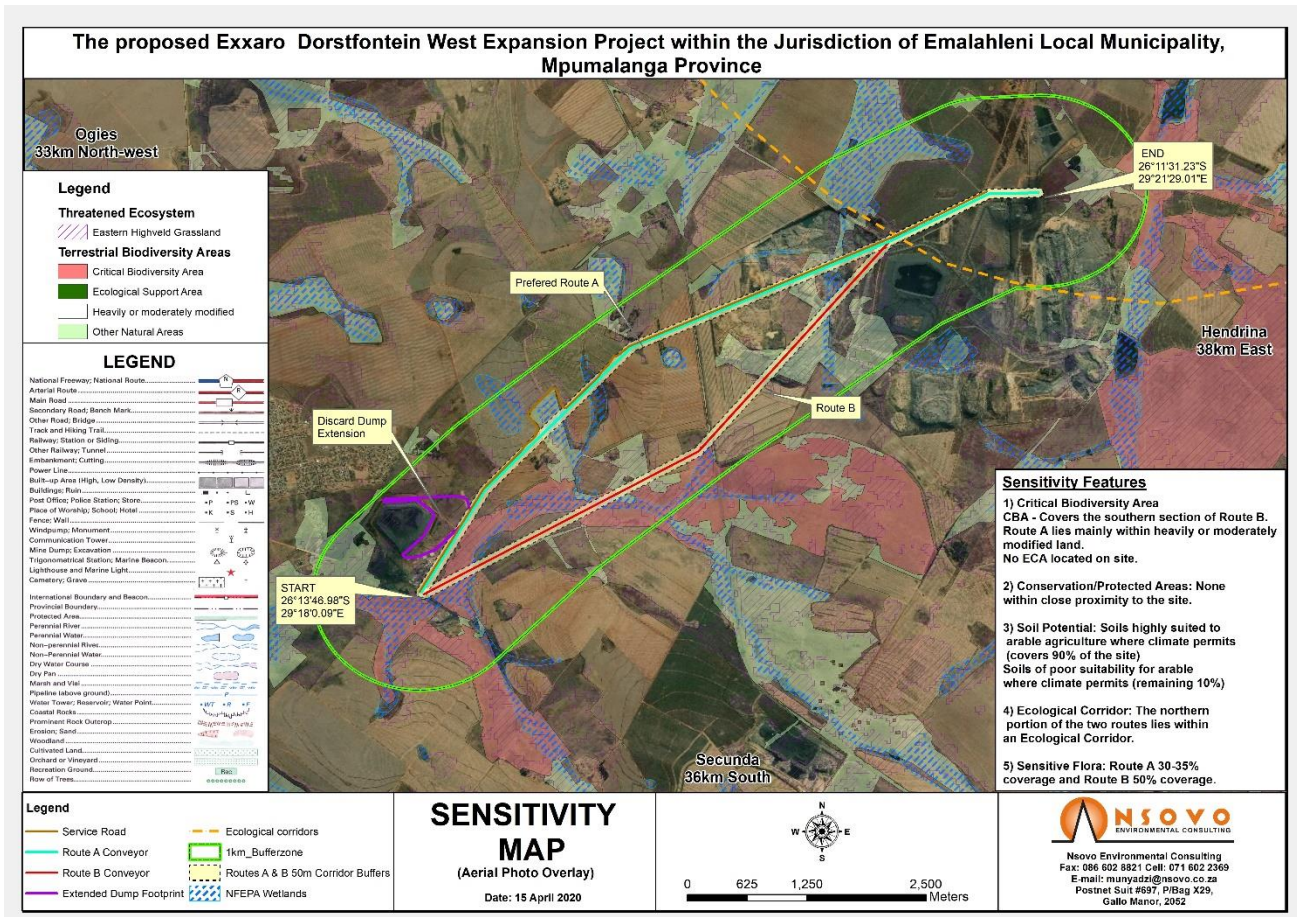 The proposed Exxaro Dorstfontein West Expansion Project within the Jurisdiction of Emalahleni Local Municipality,
Mpumalanga Province
Ogies
33km North-west
Legend
Threatened Ecosystem
Eastern Highveld Grassland
Terrestrial Biodiversity Areas
Critical Biodiversity Area
Ecological Support Area
Heavily or moderately modified
Other Natural Areas
END
26°11'31.23"S
29°21'29.01"E
Prefered Route A
Hendrina
38km East
Route B
Discard Dump
Extension
START
26°13'46.98"S
29°18'0.09"E
Secunda
36km South
LEGEND
National Freeway; National Route
N
Arterial Route
R
Main Road
Secondary Road; Bench Mark
Other Road; Bridge
Track and Hiking Trail
Railway; Station or Siding
Other Railway; Tunnel
Embankment; Cutting
Power Line
Built-up Area (High, Low Density)
Buildings; Ruin
Post Office; Police Station; Store
P PS W
Place of Worship; School; Hotel
K S H
Fence; Wall
Windpump; Monument
Communication Tower
Mine Dump; Excavation
Trigonometrical Station; Marine Beacon
Lighthouse and Marine Light
Cemetery; Grave
International Boundary and Beacon
Provincial Boundary
Protected Area
Perennial River
Perennial Water
Non-perennial River
Non-Perennial Water
Dry Water Course
Dry Pan
Marsh and Vlei
Pipeline (above ground)
P
Water Tower; Reservoir; Water Point
WT R F
Coastal Rocks
Prominent Rock Outcrop
Erosion; Sand
Woodland
Cultivated Land
Orchard or Vineyard
Recreation Ground
Rec
Row of Trees
Sensitivity Features
1) Critical Biodiversity Area
CBA - Covers the southern section of Route B.
Route A lies mainly within heavily or moderately
modified land.
No ECA located on site.
2) Conservation/Protected Areas: None
within close proximity to the site.
3) Soil Potential: Soils highly suited to
arable agriculture where climate permits
(covers 90% of the site)
Soils of poor suitability for arable
where climate permits (remaining 10%)
4) Ecological Corridor: The northern
portion of the two routes lies within
an Ecological Corridor.
5) Sensitive Flora: Route A 30-35%
coverage and Route B 50% coverage.
Legend
Service Road
Route A Conveyor
Route B Conveyor
Extended Dump Footprint
Ecological corridors
1km_Bufferzone
Routes A & B 50m Corridor Buffers
NFEPA Wetlands
SENSITIVITY
MAP
(Aerial Photo Overlay)
Date: 15 April 2020
N
W E
S
0 625 1,250 2,500
Meters
NSOVO
ENVIRONMENTAL CONSULTING
Nsovo Environmental Consulting
Fax: 086 602 8821 Cell: 071 602 2369
E-mail: munyadzi@nsovo.co.za
Postnet Suit #697, P/Bag X29,
Gallo Manor, 2052